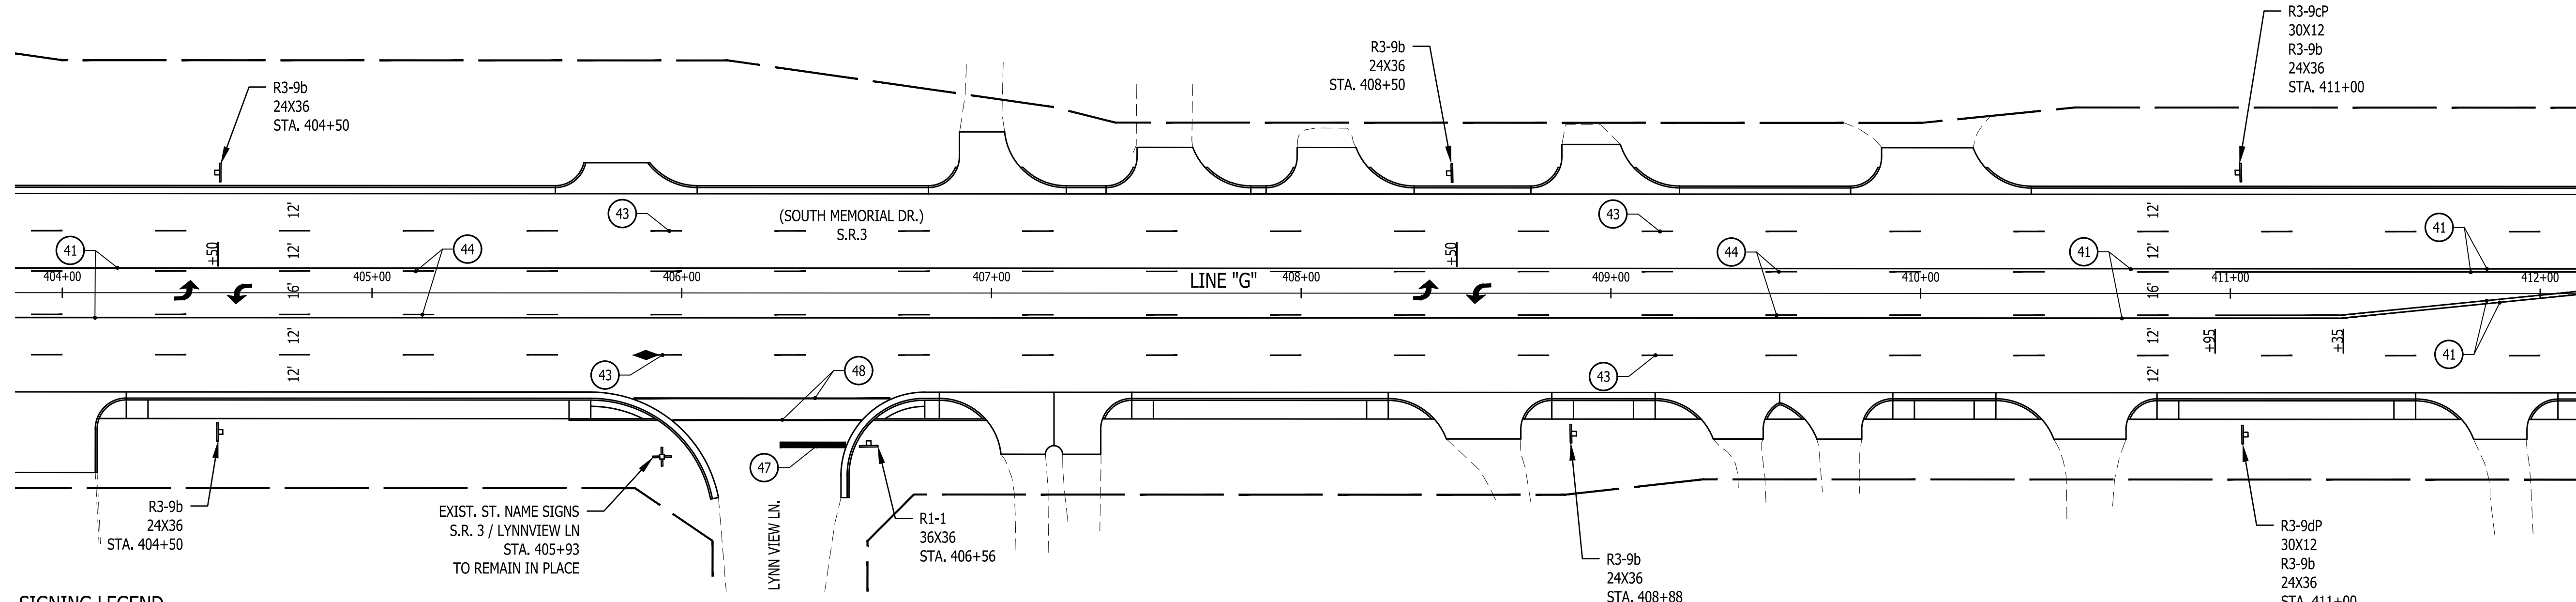 R3-9cP
30X12
R3-9b
24X36
STA. 411+00
R3-9b
24X36
STA. 408+50
R3-9b
24X36
STA. 404+50
12'
43
(SOUTH MEMORIAL DR.)
S.R.3
43
12'
41
41
+50
12'
44
+50
44
41
12'
404+00
405+00
406+00
407+00
LINE "G"
408+00
409+00
410+00
411+00
412+00
16'
16'
12'
12'
+95
+35
41
12'
43
48
43
12'
47
R3-9b
24X36
STA. 404+50
EXIST. ST. NAME SIGNS
S.R. 3 / LYNNVIEW LN
STA. 405+93
TO REMAIN IN PLACE
LYNN VIEW LN.
R1-1
36X36
STA. 406+56
R3-9b
24X36
STA. 408+88
R3-9dP
30X12
R3-9b
24X36
STA. 411+00
SIGNING LEGEND